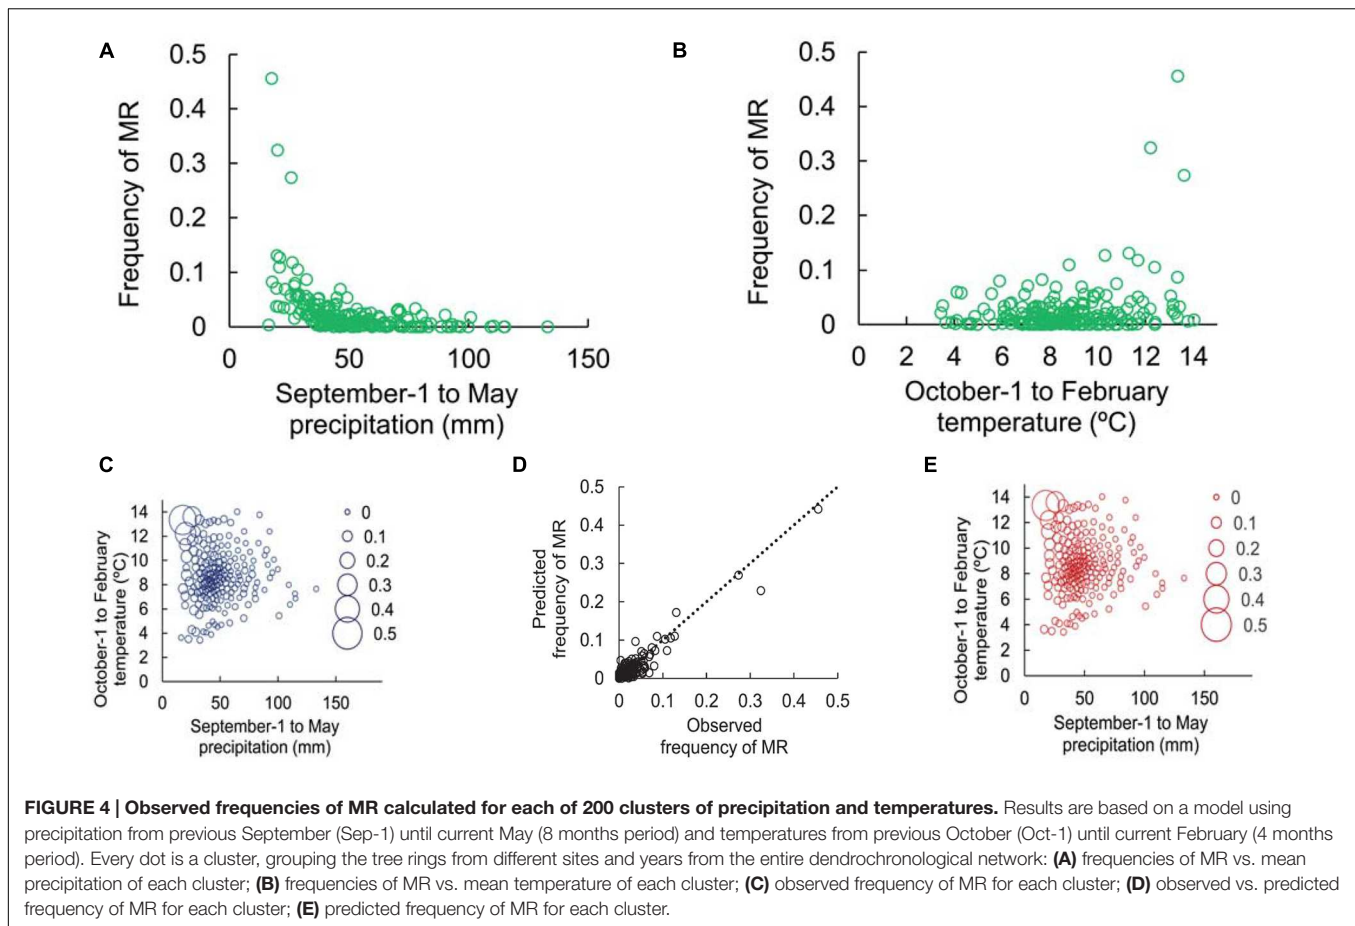 A
0.5
0.4
0.3
0.2
0.1
0
Frequency of MR
0 50 100 150
September-1 to May
precipitation (mm)
B
0.5
0.4
0.3
0.2
0.1
0
Frequency of MR
0 2 4 6 8 10 12 14
October-1 to February
temperature (ºC)
C
14
12
10
8
6
4
2
0
October-1 to February
temperature (ºC)
0
0.1
0.2
0.3
0.4
0.5
0 50 100 150
September-1 to May
precipitation (mm)
D
0.5
0.4
0.3
0.2
0.1
0
Predicted
frequency of MR
0 0.1 0.2 0.3 0.4 0.5
Observed
frequency of MR
E
14
12
10
8
6
4
2
0
October-1 to February
temperature (ºC)
0
0.1
0.2
0.3
0.4
0.5
0 50 100 150
September-1 to May
precipitation (mm)
FIGURE 4 | Observed frequencies of MR calculated for each of 200 clusters of precipitation and temperatures. Results are based on a model using
precipitation from previous September (Sep-1) until current May (8 months period) and temperatures from previous October (Oct-1) until current February (4 months
period). Every dot is a cluster, grouping the tree rings from different sites and years from the entire dendrochronological network: (A) frequencies of MR vs. mean
precipitation of each cluster; (B) frequencies of MR vs. mean temperature of each cluster; (C) observed frequency of MR for each cluster; (D) observed vs. predicted
frequency of MR for each cluster; (E) predicted frequency of MR for each cluster.